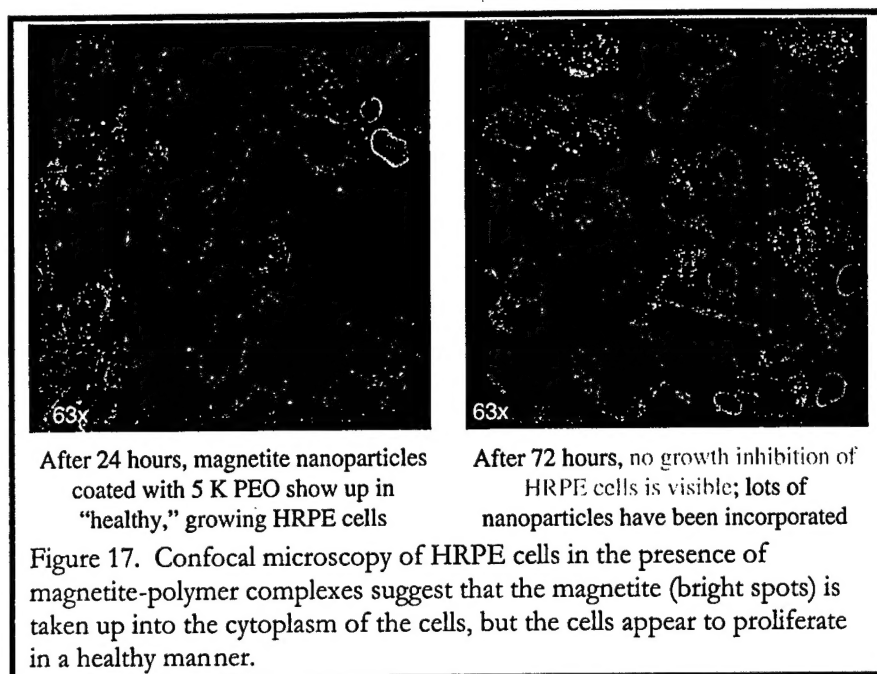 63x
63x
After 24 hours, magnetite nanoparticles
coated with 5 K PEO show up in
“healthy,” growing HRPE cells
After 72 hours, no growth inhibition of
HRPE cells is visible; lots of
nanoparticles have been incorporated
Figure 17. Confocal microscopy of HRPE cells in the presence of
magnetite-polymer complexes suggest that the magnetite (bright spots) is
taken up into the cytoplasm of the cells, but the cells appear to proliferate
in a healthy manner.